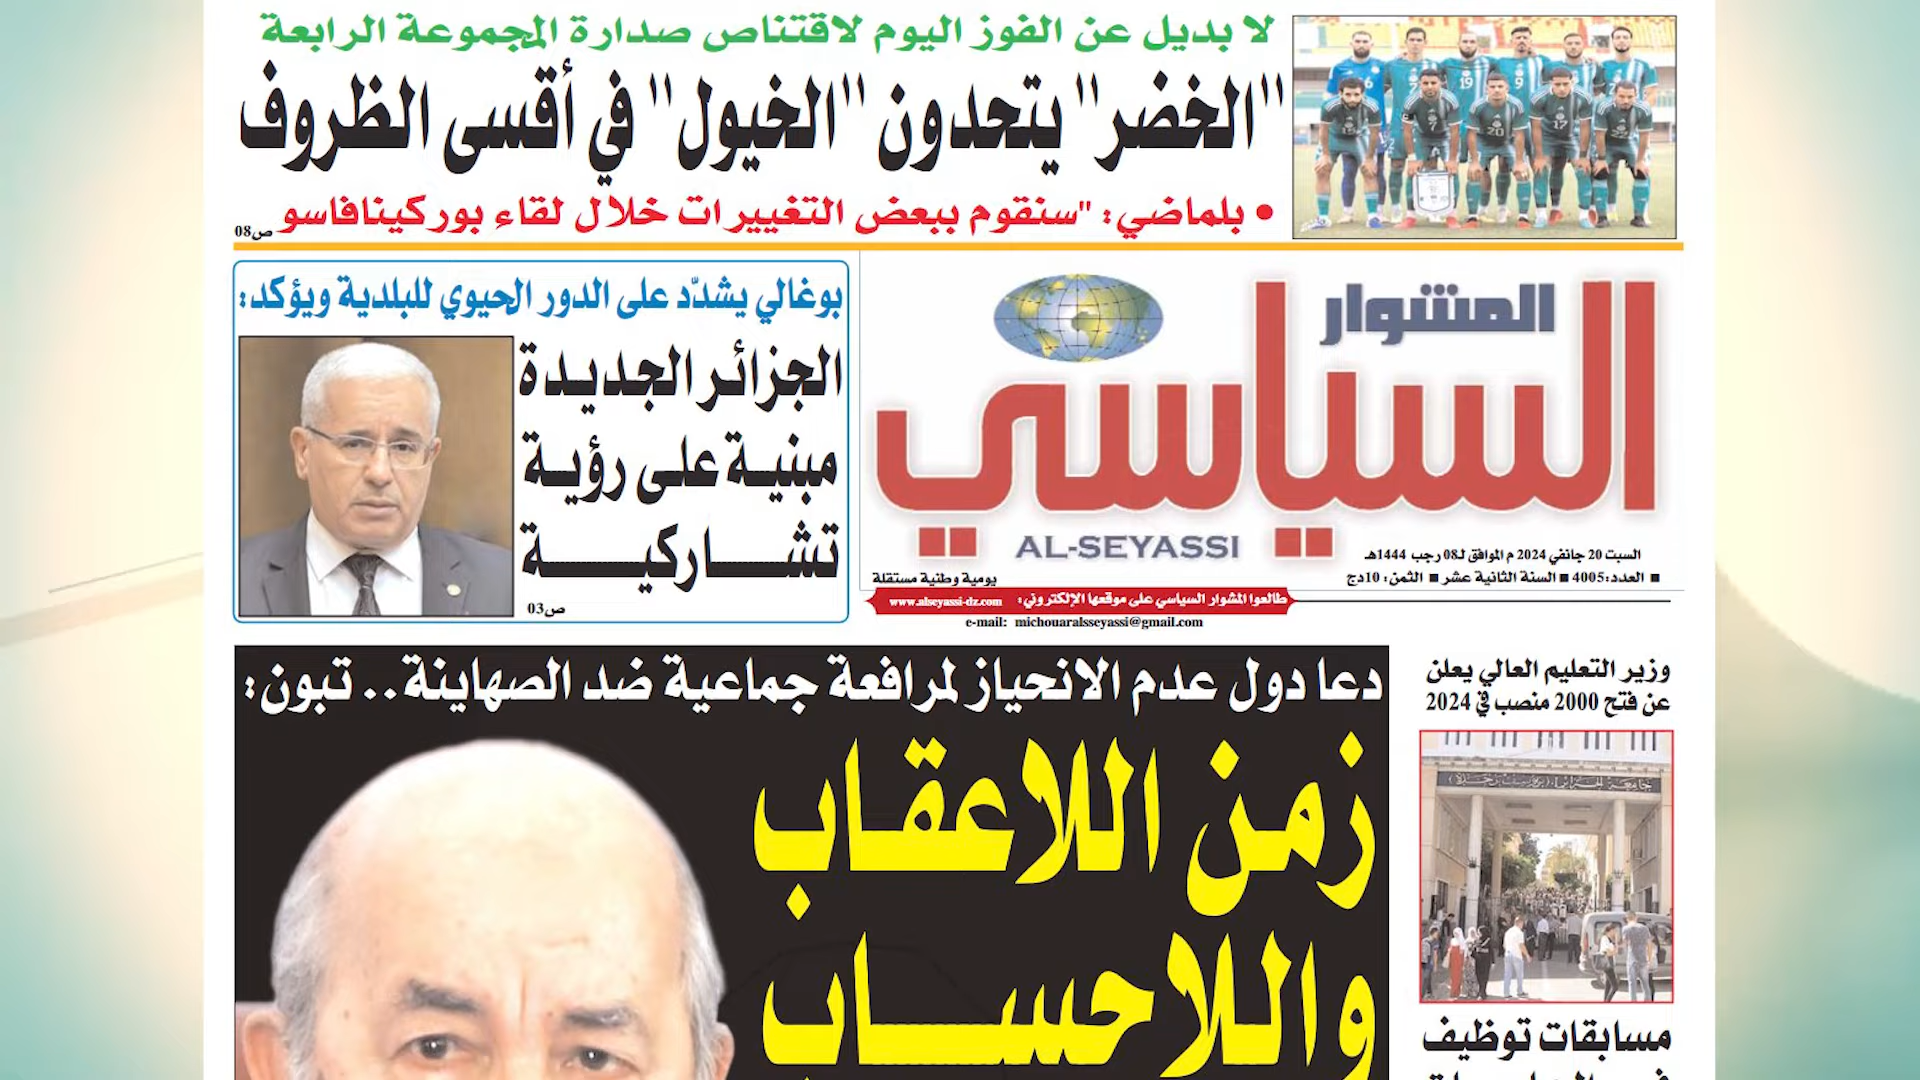 لا بديل عن الفوز اليوم لاقتناص صدارة المجموعة الرابعة
"الخضر" يتحدون "الخيول" في أقسى الظروف
• بلماضي: "سنقوم ببعض التغييرات خلال لقاء بوركينافاسو ص08
المشوار
السياسي
AL-SEYASSI
السبت 20 جانفي 2024 م الموافق لـ08 رجب 1444هـ
■ العدد:4005 ■ السنة الثانية عشر ■ الثمن: 10دج
يومية وطنية مستقلة
طالعوا المشوار السياسي على موقعها الإلكتروني: www.alseyassi-dz.com
e-mail: michouaralsseyassi@gmail.com
بوغالي يشدّد على الدور الحيوي للبلدية ويؤكد:
الجزائر الجديدة
مبنية على رؤية
تشاركية
ص03
دعا دول عدم الانحياز لمرافعة جماعية ضد الصهاينة.. تبون:
زمن اللاعقاب
واللاحساب
وزير التعليم العالي يعلن
عن فتح 2000 منصب في 2024
مسابقات توظيف